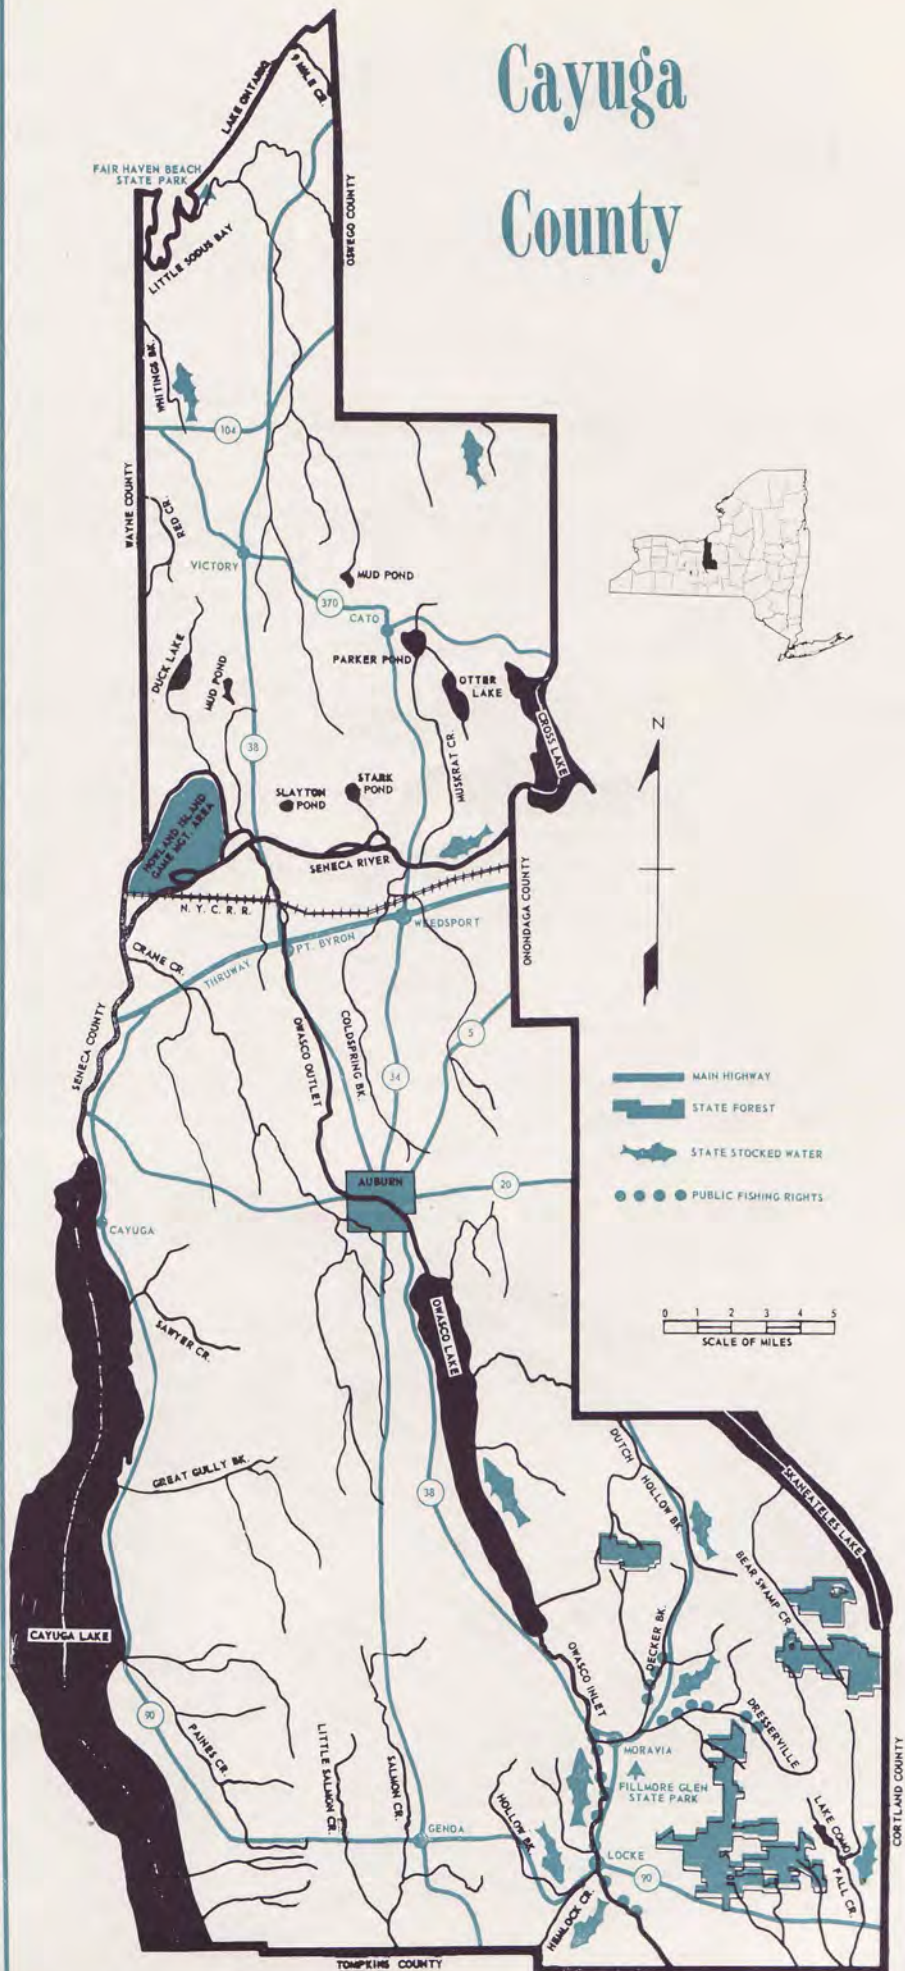 Cayuga
County
LAKE ONTARIO
9 MILE CR.
FAIR HAVEN BEACH
STATE PARK
OSWEGO COUNTY
LITTLE SODUS BAY
WHITINGS BK.
104
WAYNE COUNTY
RED CR.
VICTORY
MUD POND
370
CATO
PARKER POND
DUCK LAKE
MUD POND
OTTER
LAKE
CROSS LAKE
N
38
MUSKRAT CR.
SLAYTON
POND
STARK
POND
HOWLAND ISLAND
GAME MGT. AREA
SENECA RIVER
N.Y.C.R.R.
WEEDSPORT
PT. BYRON
ONONDAGA COUNTY
CRANE CR.
THRUWAY
SENECA COUNTY
OWASCO OUTLET
COLDSPRING BK.
5
34
MAIN HIGHWAY
STATE FOREST
STATE STOCKED WATER
PUBLIC FISHING RIGHTS
AUBURN
20
CAYUGA
OWASCO LAKE
0 1 2 3 4 5
SCALE OF MILES
SAWYER CR.
GREAT GULLY BK.
38
DUTCH HOLLOW BK.
SKANEATELES LAKE
BEAR SWAMP CR.
CAYUGA LAKE
DECKER BK.
OWASCO INLET
90
PAINES CR.
LITTLE SALMON CR.
SALMON CR.
DRESSERVILLE
MORAVIA
FILLMORE GLEN
STATE PARK
CORTLAND COUNTY
HOLLOW BK.
GENOA
LAKE COMO
FALL CR.
LOCKE
90
HEMLOCK CR.
TOMPKINS COUNTY